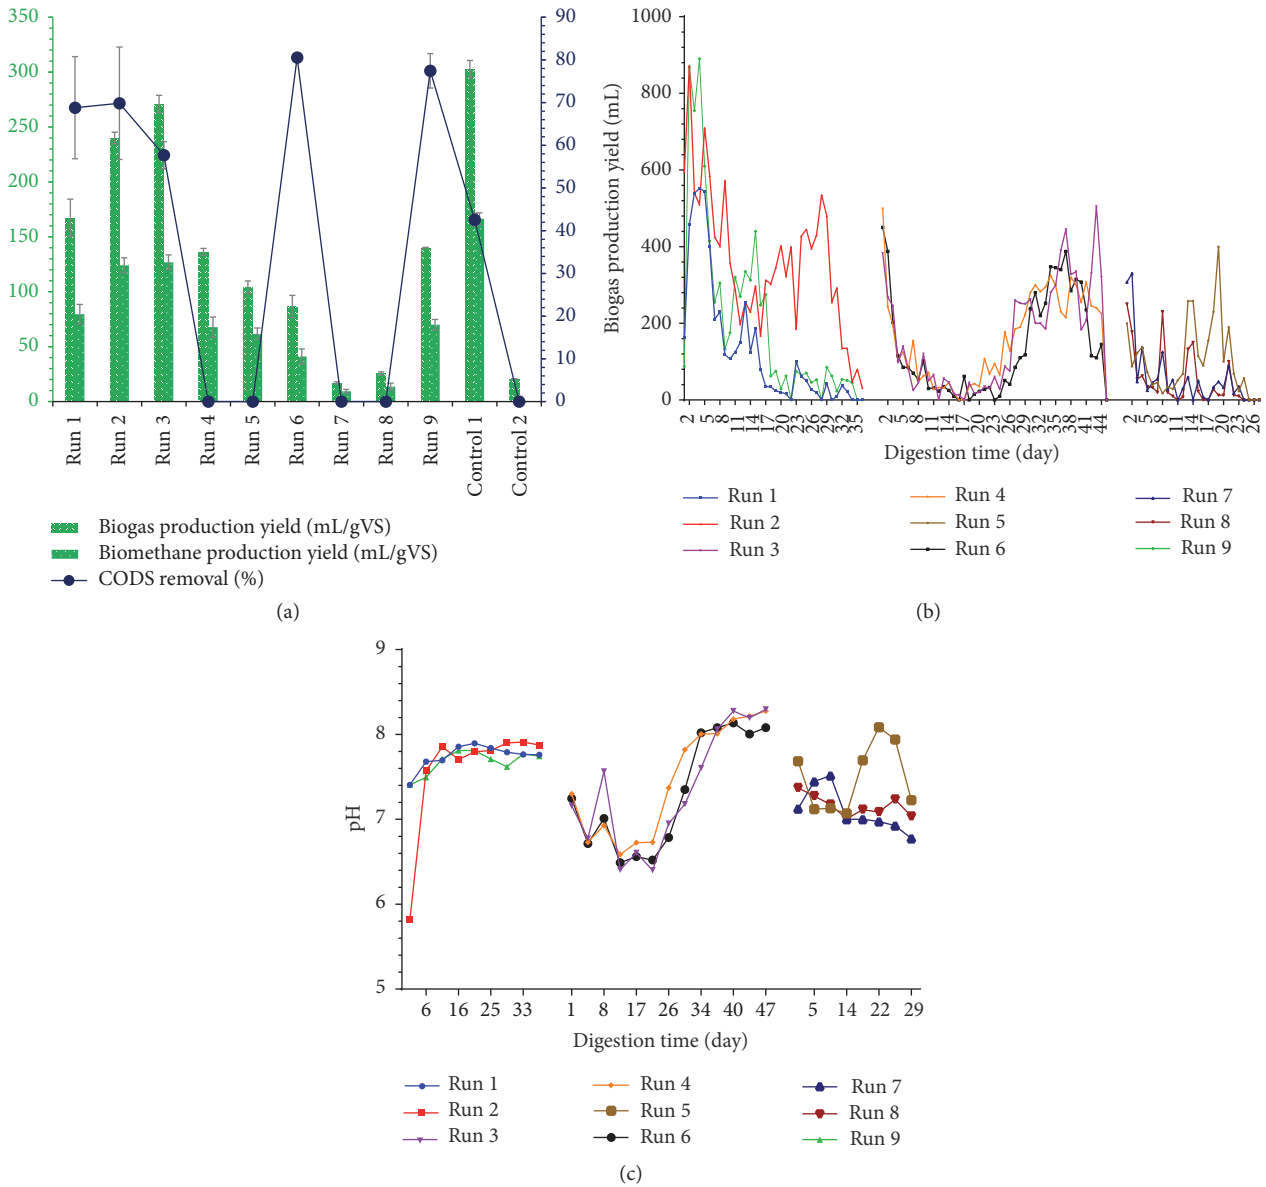 350
300
250
200
150
100
50
0
90
80
70
60
50
40
30
20
10
0
Run 1
Run 2
Run 3
Run 4
Run 5
Run 6
Run 7
Run 8
Run 9
Control 1
Control 2
Biogas production yield (mL/gVS)
Biomethane production yield (mL/gVS)
CODS removal (%)
(a)
Biogas production yield (mL)
1000
800
600
400
200
0
2 5 8 11 14 17 20 23 26 29 32 35 2 5 8 11 14 17 20 23 26 29 32 35 38 41 44 2 5 8 11 14 17 20 23 26
Digestion time (day)
Run 1 Run 4 Run 7
Run 2 Run 5 Run 8
Run 3 Run 6 Run 9
(b)
pH
9
8
7
6
5
6 16 25 33 1 8 17 26 34 40 47 5 14 22 29
Digestion time (day)
Run 1 Run 4 Run 7
Run 2 Run 5 Run 8
Run 3 Run 6 Run 9
(c)